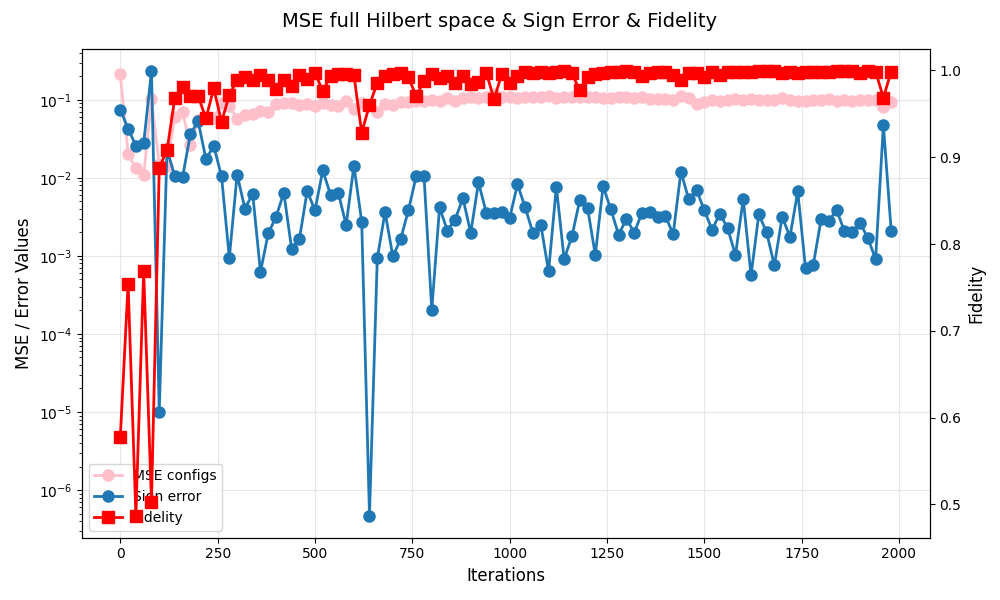 MSE full Hilbert space & Sign Error & Fidelity
MSE / Error Values
10⁻¹
10⁻²
10⁻³
10⁻⁴
10⁻⁵
10⁻⁶
1.0
0.9
0.8
0.7
0.6
0.5
Fidelity
MSE configs
Sign error
Fidelity
0 250 500 750 1000 1250 1500 1750 2000
Iterations